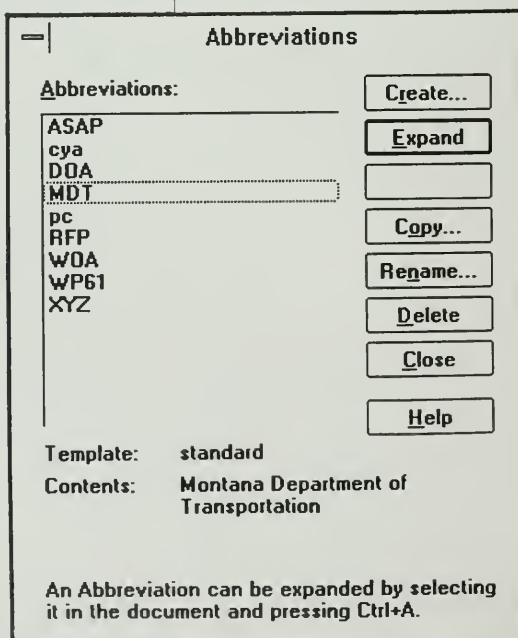 Abbreviations
Abbreviations:
ASAP
cya
DOA
MDT
pc
RFP
WOA
WP61
XYZ
Create...
Expand
Copy...
Rename...
Delete
Close
Help
Template: standard
Contents: Montana Department of
Transportation
An Abbreviation can be expanded by selecting
it in the document and pressing Ctrl+A.